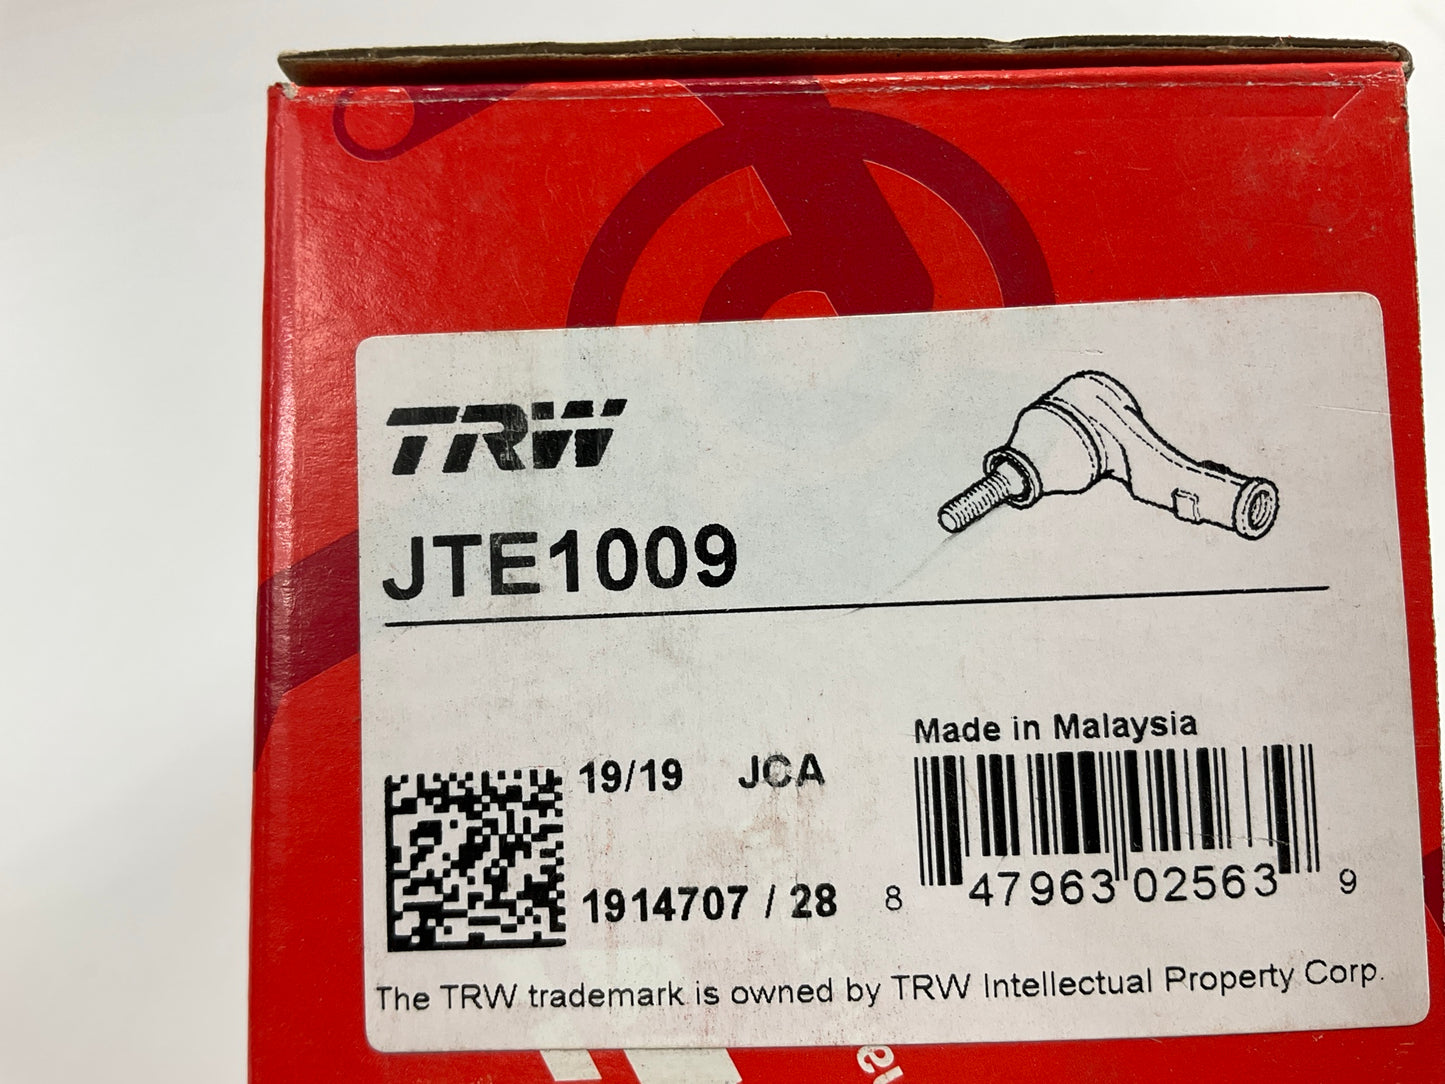 TRW
JTE1009
Made in Malaysia
19/19 JCA
1914707 / 28
8 47963 02563 9
The TRW trademark is owned by TRW Intellectual Property Corp.